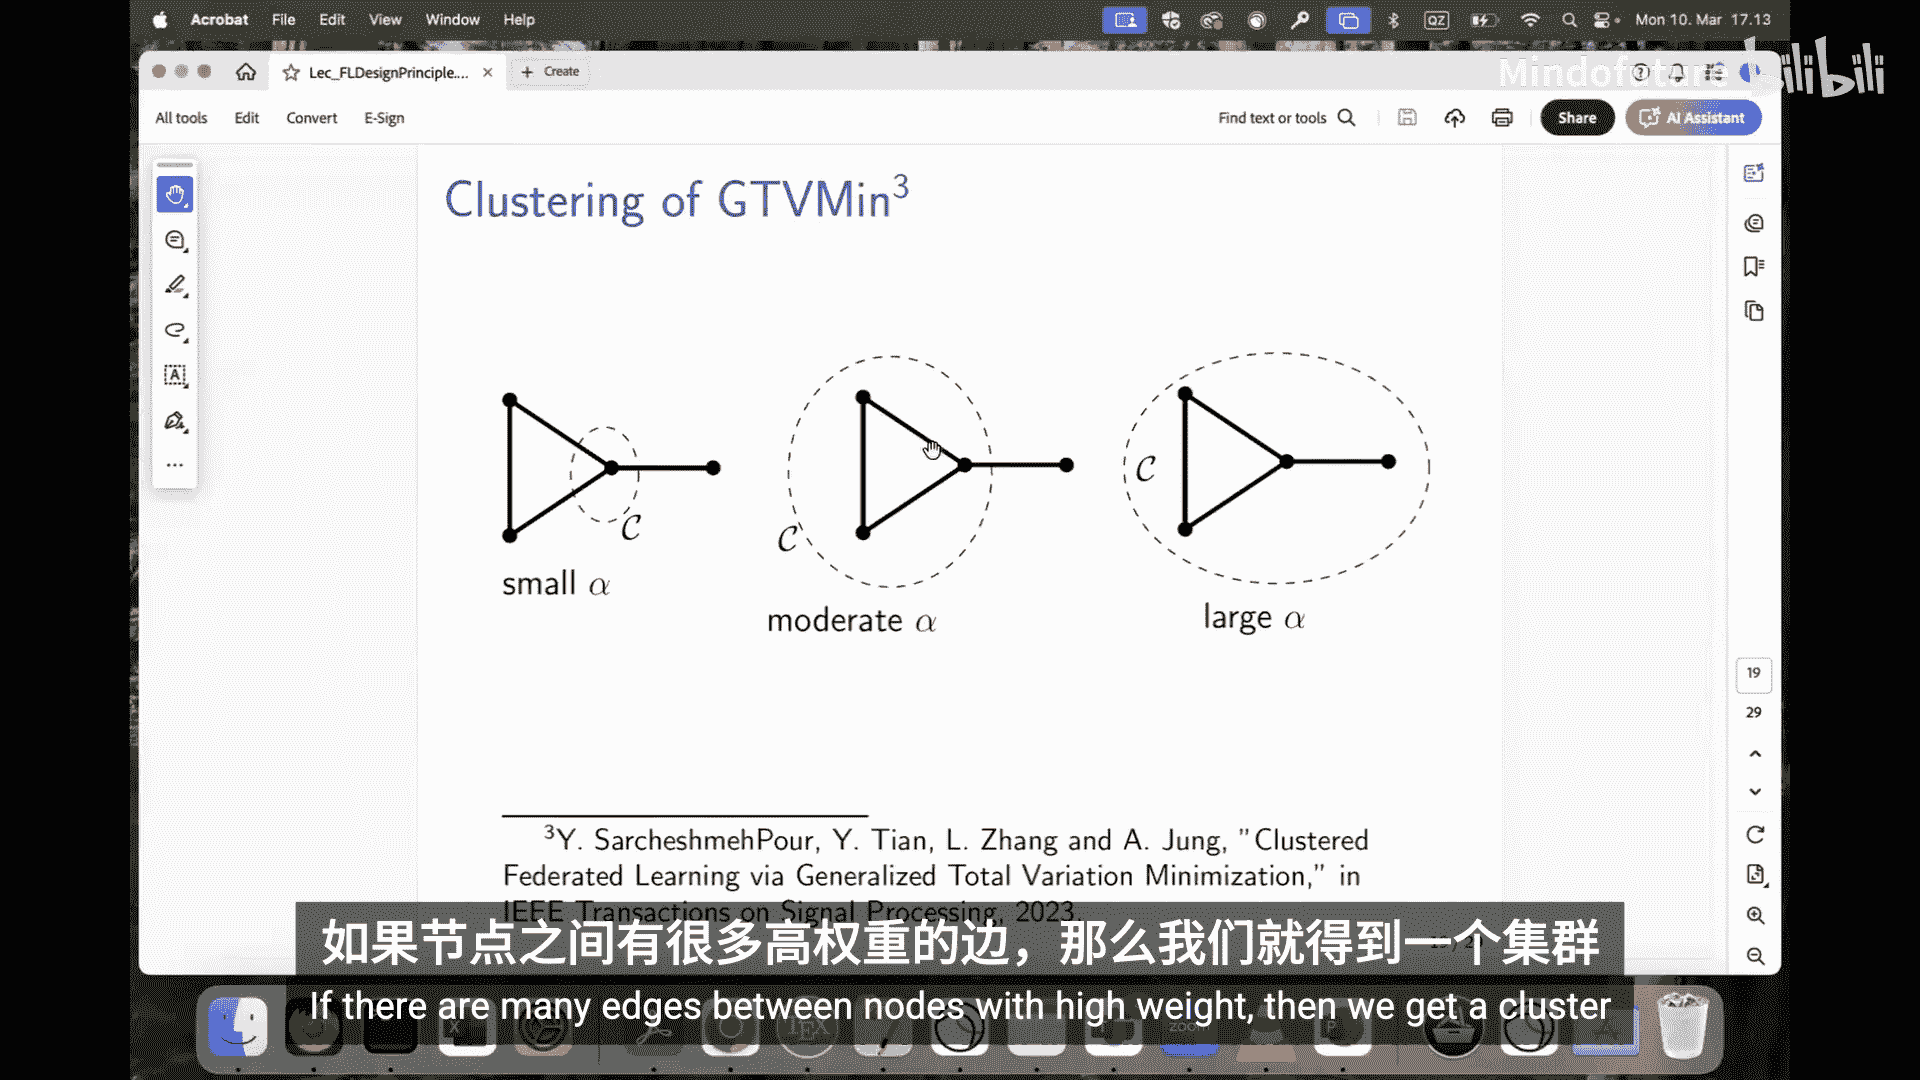 Acrobat File Edit View Window Help
QZ
Mon 10. Mar 17.13
Lec_FLDesignPrinciple....
Create
Mindofuture
bilibili
All tools Edit Convert E-Sign
Find text or tools
Share
AI Assistant
Clustering of GTVMin³
C
small α
C
moderate α
C
large α
19
29
³Y. SarcheshmehPour, Y. Tian, L. Zhang and A. Jung, "Clustered
Federated Learning via Generalized Total Variation Minimization," in
IEEE Transactions on Signal Processing, 2023.
如果节点之间有很多高权重的边，那么我们就得到一个集群
If there are many edges between nodes with high weight, then we get a cluster